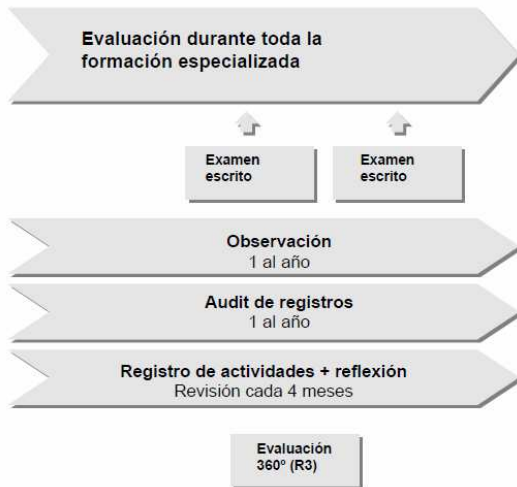 Evaluación durante toda la
formación especializada
Examen
escrito
Examen
escrito
Observación
1 al año
Audit de registros
1 al año
Registro de actividades + reflexión
Revisión cada 4 meses
Evaluación
360º (R3)